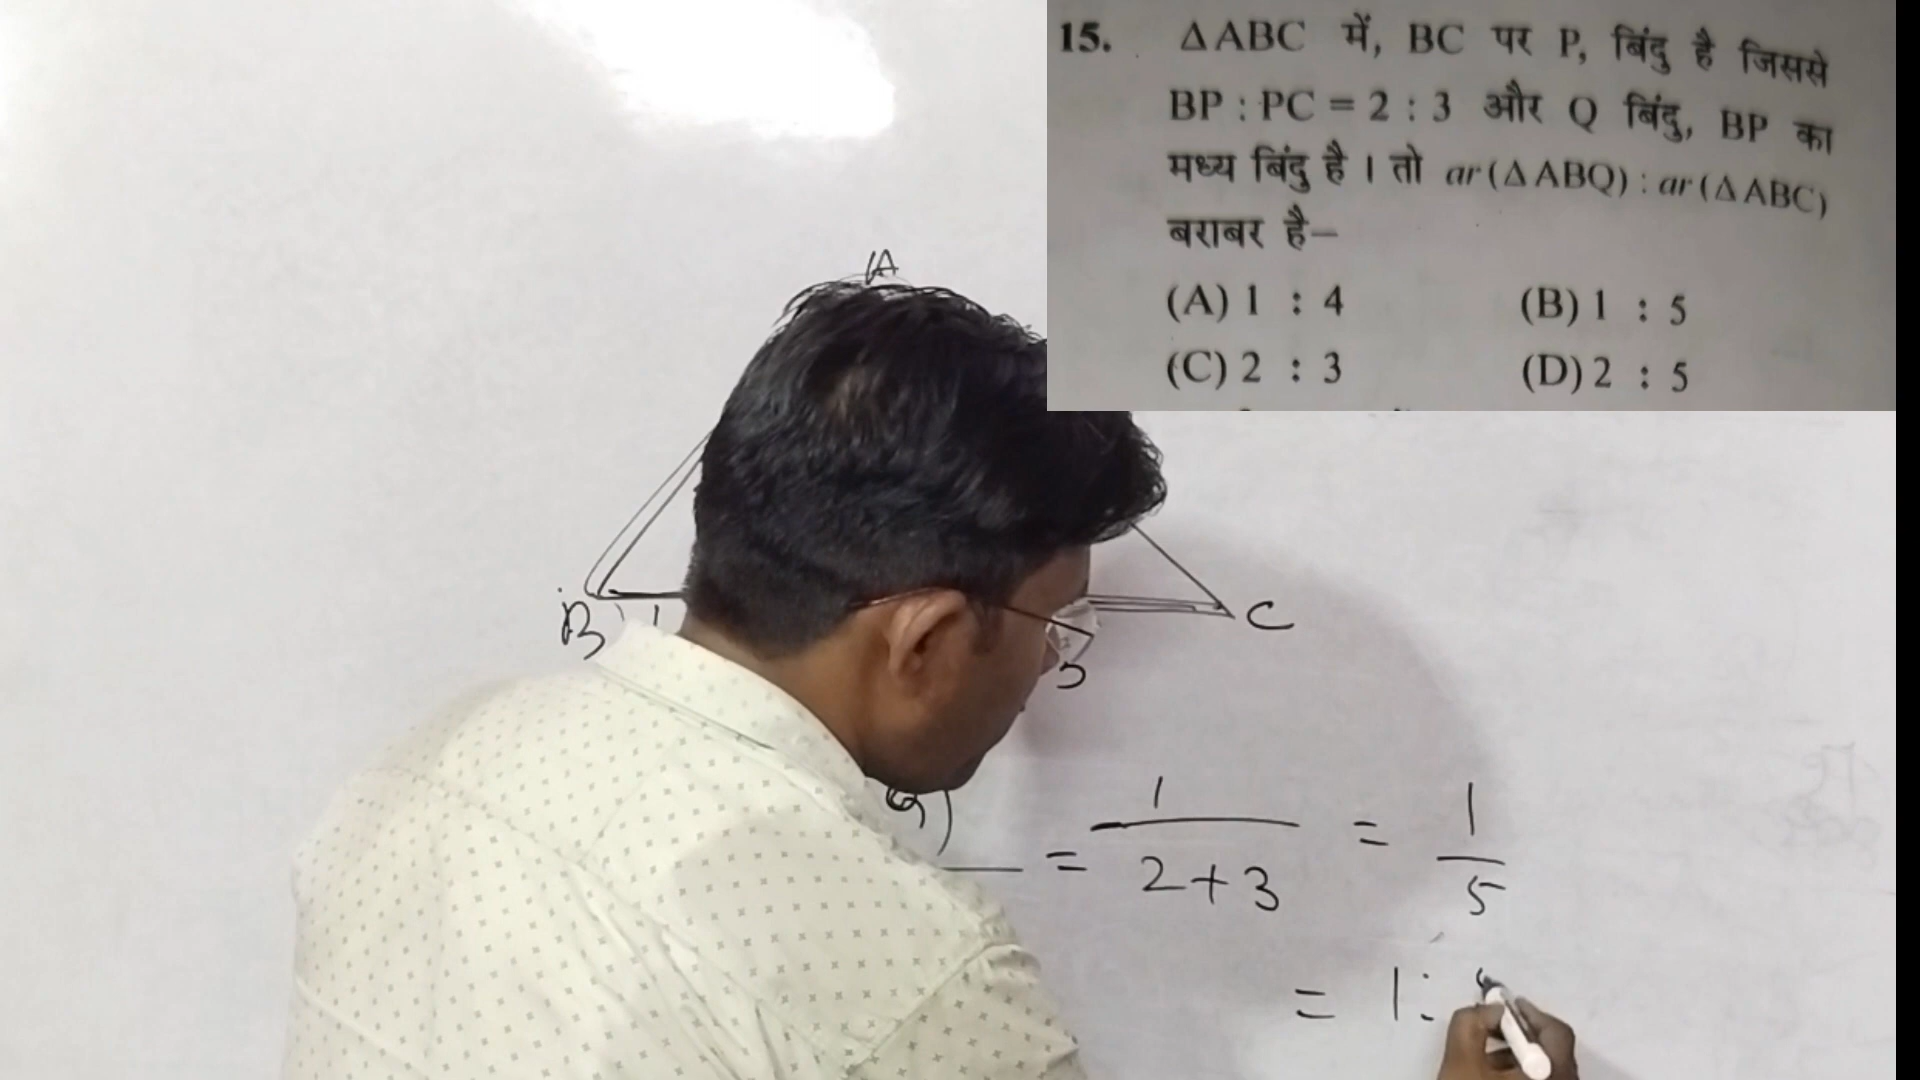 15. ΔABC में, BC पर P, बिंदु है जिससे
BP : PC = 2 : 3 और Q बिंदु, BP का
मध्य बिंदु है। तो ar(ΔABQ) : ar(ΔABC)
बराबर है–
(A) 1 : 4 (B) 1 : 5
(C) 2 : 3 (D) 2 : 5
A
B C
Q) = 1/(2+3) = 1/5
= 1: